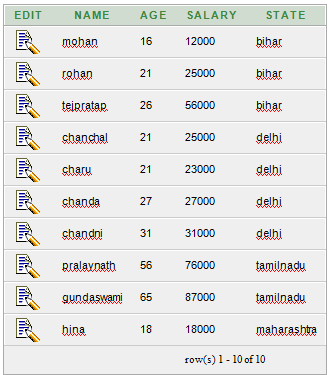 EDIT NAME AGE SALARY STATE
mohan 16 12000 bihar
rohan 21 25000 bihar
tejpratap 26 56000 bihar
chanchal 21 25000 delhi
charu 21 23000 delhi
chanda 27 27000 delhi
chandni 31 31000 delhi
pralavnath 56 76000 tamilnadu
gundaswami 65 87000 tamilnadu
hina 18 18000 maharashtra
row(s) 1 - 10 of 10